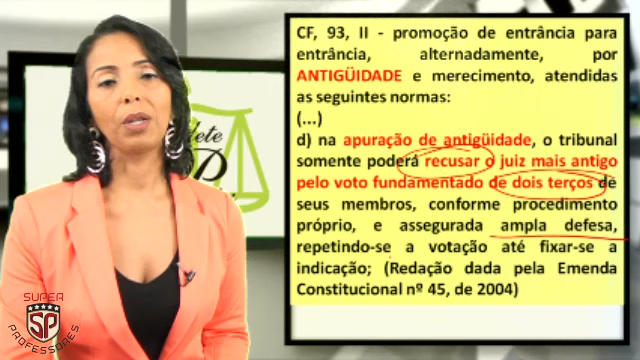 CF, 93, II - promoção de entrância para
entrância, alternadamente, por
ANTIGÜIDADE e merecimento, atendidas
as seguintes normas:
(...)
d) na apuração de antigüidade, o tribunal
somente poderá recusar o juiz mais antigo
pelo voto fundamentado de dois terços de
seus membros, conforme procedimento
próprio, e assegurada ampla defesa,
repetindo-se a votação até fixar-se a
indicação; (Redação dada pela Emenda
Constitucional nº 45, de 2004)
SUPER
SP
PROFESSORES